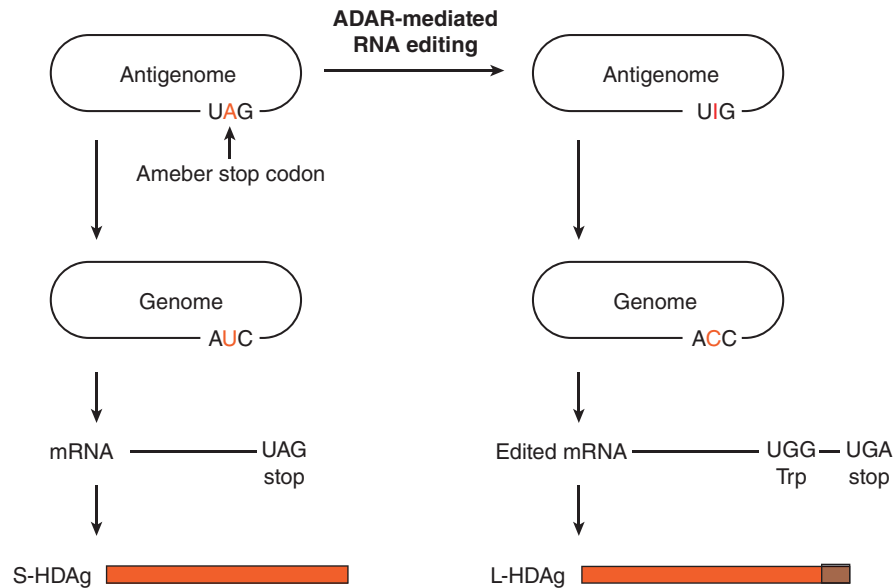 ADAR-mediated
RNA editing
Antigenome
UAG
Ameber stop codon
Antigenome
UIG
Genome
AUC
Genome
ACC
mRNA
UAG
stop
Edited mRNA
UGG
Trp
UGA
stop
S-HDAg
L-HDAg